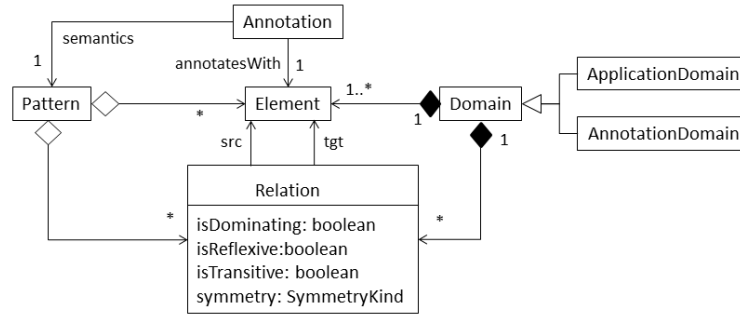 Annotation
semantics
annotatesWith
1
1
1..*
ApplicationDomain
Pattern
Element
Domain
*
1
1
AnnotationDomain
src
tgt
Relation
*
*
isDominating: boolean
isReflexive:boolean
isTransitive: boolean
symmetry: SymmetryKind